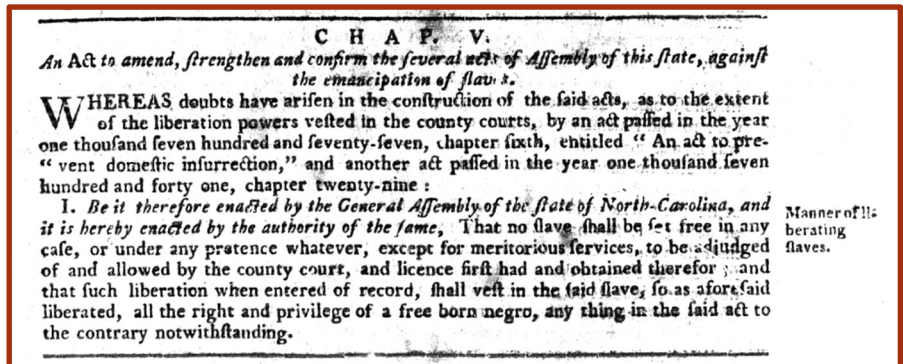 C H A P. V.
An Act to amend, ſtrengthen and confirm the ſeveral acts of Aſſembly of this ſtate, againſt
the emancipation of ſlaves.
WHEREAS doubts have ariſen in the conſtruction of the ſaid acts, as to the extent
of the liberation powers veſted in the county courts, by an act paſſed in the year
one thouſand ſeven hundred and ſeventy-ſeven, chapter ſixth, entitled “ An act to pre-
“ vent domeſtic inſurrection,” and another act paſſed in the year one thouſand ſeven
hundred and forty one, chapter twenty-nine :
I. Be it therefore enacted by the General Aſſembly of the ſtate of North-Carolina, and
it is hereby enacted by the authority of the ſame, That no ſlave ſhall be ſet free in any
caſe, or under any pretence whatever, except for meritorious ſervices, to be adjudged
of and allowed by the county court, and licence firſt had and obtained therefor ; and
that ſuch liberation when entered of record, ſhall veſt in the ſaid ſlave, ſo as aforeſaid
liberated, all the right and privilege of a free born negro, any thing in the ſaid act to
the contrary notwithſtanding.
Manner of li-
berating
ſlaves.